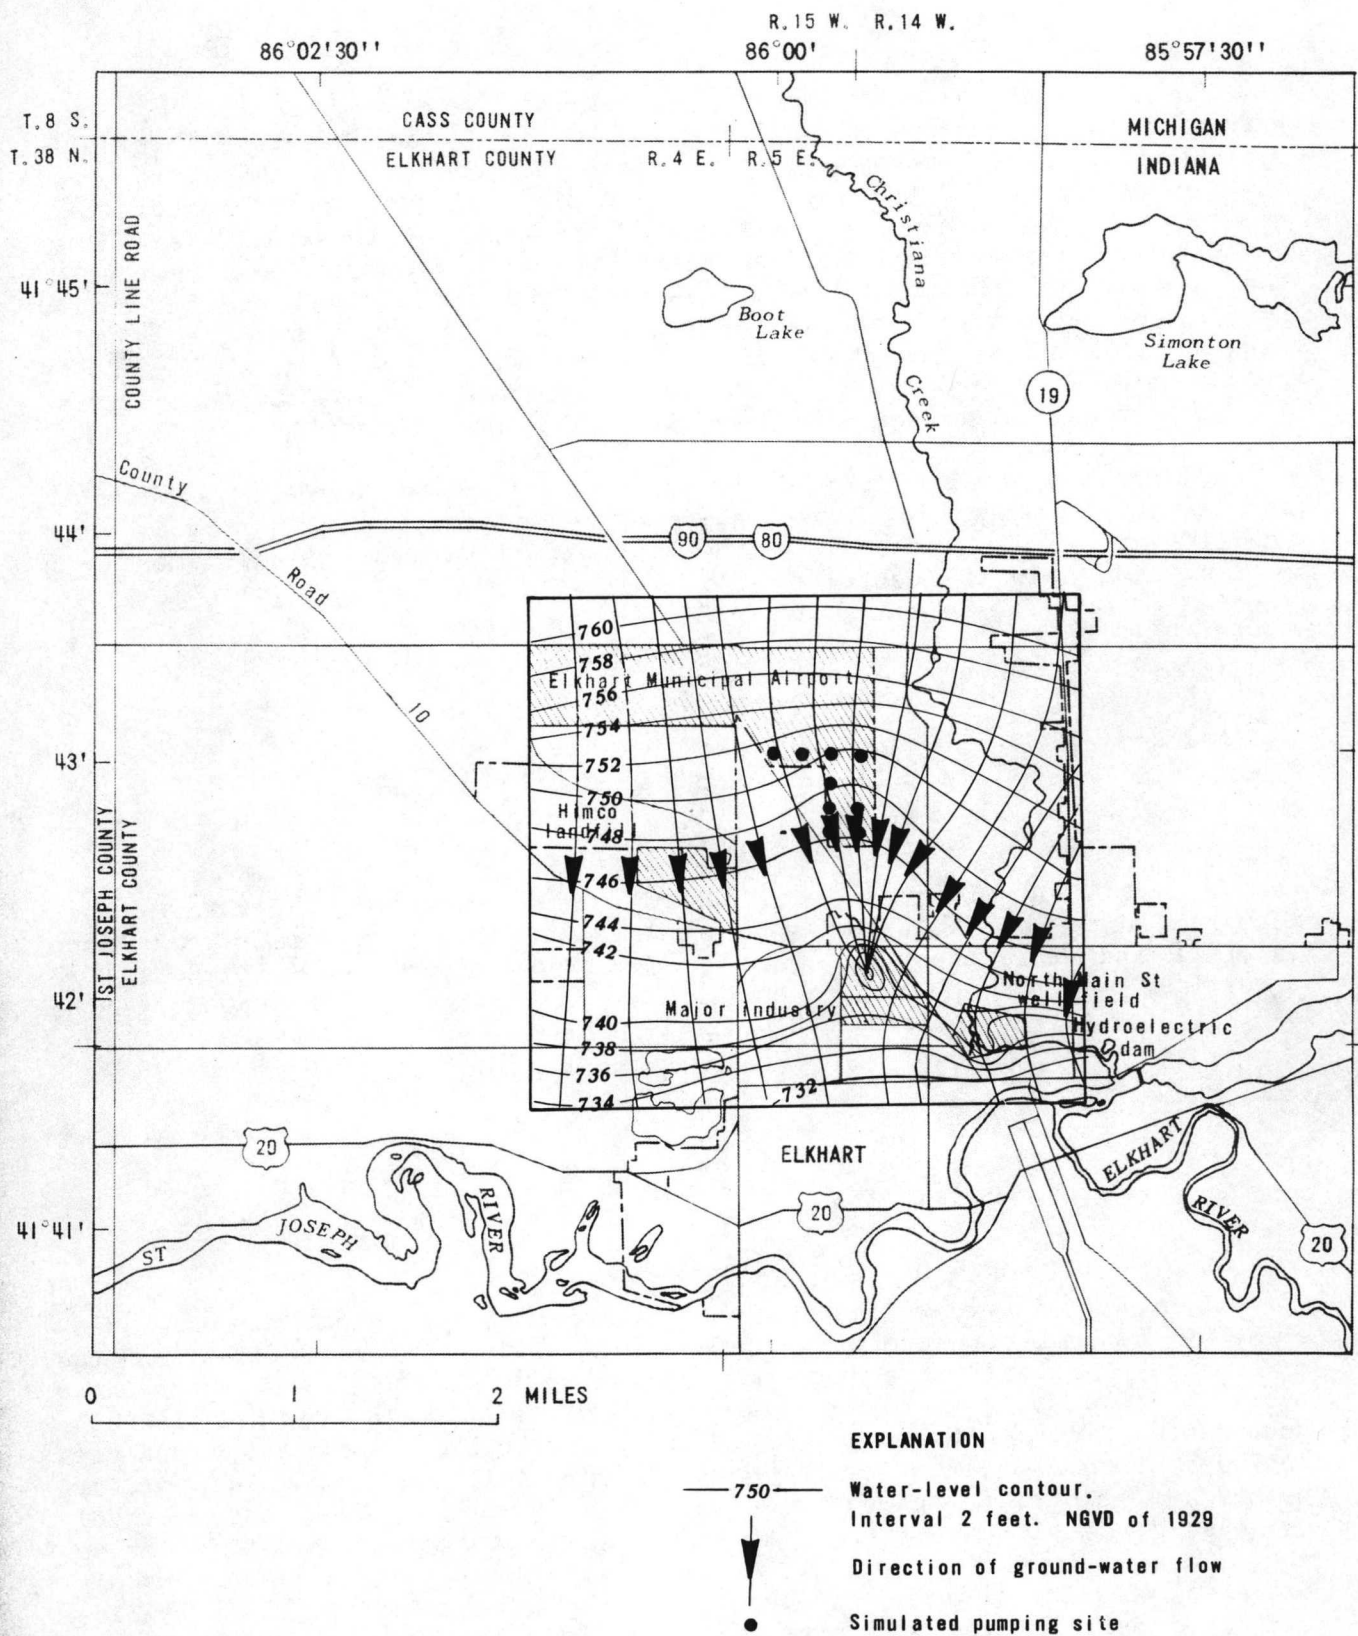 R.15 W. R.14 W.
86°02'30''
86°00'
85°57'30''
T.8 S.
T.38 N.
CASS COUNTY
ELKHART COUNTY
R.4 E.
R.5 E.
MICHIGAN
INDIANA
COUNTY LINE ROAD
Christiana
Creek
41°45'
Boot
Lake
Simonton
Lake
19
County
Road
10
44'
90
80
760
758
Elkhart Municipal Airport
756
754
43'
752
750
Himco
landfill
748
746
744
742
ST JOSEPH COUNTY
ELKHART COUNTY
42'
North Main St
well field
Major industry
740
Hydroelectric
dam
738
736
734
732
20
ELKHART
ELKHART
RIVER
20
20
41°41'
ST
JOSEPH
RIVER
0 1 2 MILES
EXPLANATION
750
Water-level contour.
Interval 2 feet. NGVD of 1929
Direction of ground-water flow
Simulated pumping site